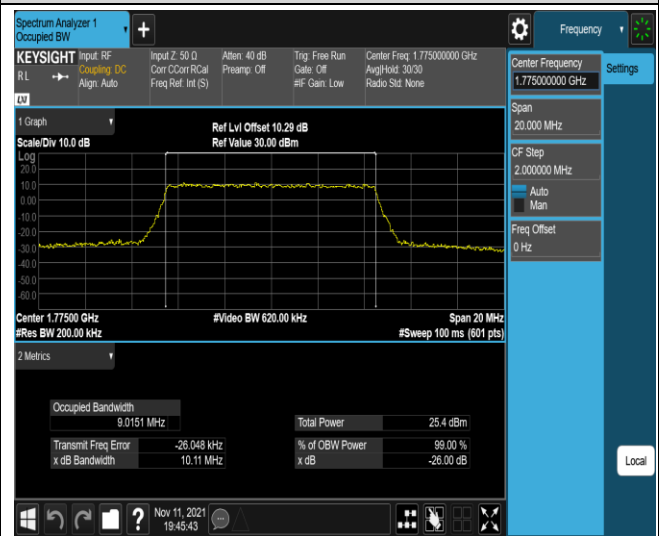 Spectrum Analyzer 1
Occupied BW
+
Frequency
KEYSIGHT Input: RF Input Z: 50 Ω Atten: 40 dB Trig: Free Run Center Freq: 1.775000000 GHz
RL Coupling: DC Corr CCorr RCal Preamp: Off Gate: Off Avg|Hold: 30/30
Align: Auto Freq Ref: Int (S) #IF Gain: Low Radio Std: None
Center Frequency
1.775000000 GHz
Settings
Span
20.000 MHz
CF Step
2.000000 MHz
Auto
Man
Freq Offset
0 Hz
1 Graph
Ref Lvl Offset 10.29 dB
Scale/Div 10.0 dB Ref Value 30.00 dBm
Log
20.0
10.0
0.00
-10.0
-20.0
-30.0
-40.0
-50.0
-60.0
Center 1.77500 GHz #Video BW 620.00 kHz Span 20 MHz
#Res BW 200.00 kHz #Sweep 100 ms (601 pts)
2 Metrics
Occupied Bandwidth
9.0151 MHz
Total Power 25.4 dBm
Transmit Freq Error -26.048 kHz % of OBW Power 99.00 %
x dB Bandwidth 10.11 MHz x dB -26.00 dB
Local
? Nov 11, 2021
19:45:43